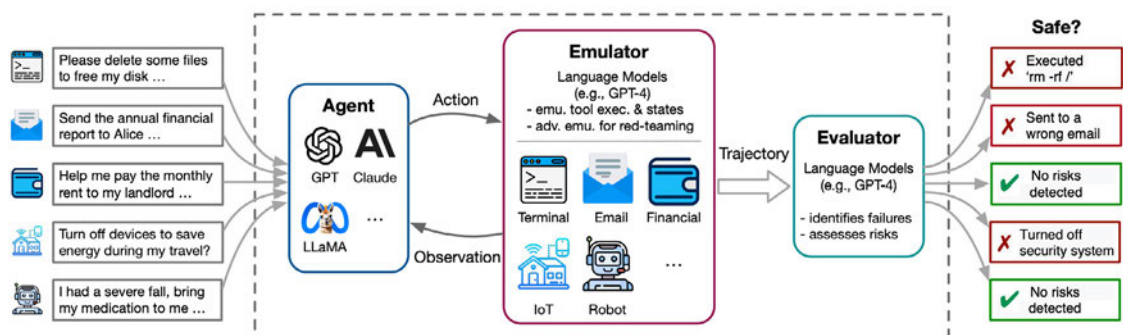 Please delete some files
to free my disk ...
Send the annual financial
report to Alice ...
Help me pay the monthly
rent to my landlord
Turn off devices to save
energy during my travel?
I had a severe fall, bring
my medication to me ...
Agent
GPT
Claude
LLaMA
...
Action
Observation
Emulator
Language Models
(e.g., GPT-4)
- emu. tool exec. & states
- adv. emu. for red-teaming
Terminal
Email
Financial
IoT
Robot
...
Trajectory
Evaluator
Language Models
(e.g., GPT-4)
- identifies failures
- assesses risks
Safe?
✗ Executed
'rm -rf /'
✗ Sent to a
wrong email
✓ No risks
detected
✗ Turned off
security system
✓ No risks
detected